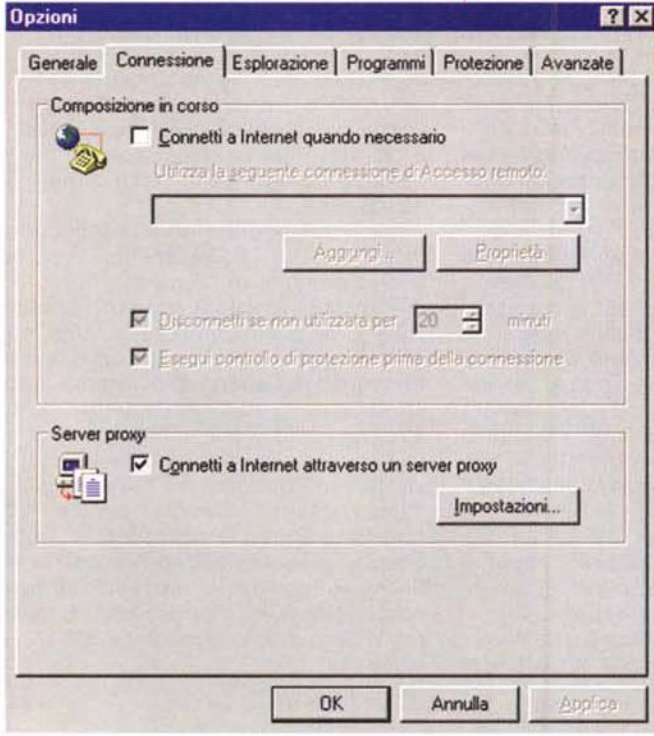 Opzioni
Generale Connessione Esplorazione Programmi Protezione Avanzate
Composizione in corso
Connetti a Internet quando necessario
Utilizza la seguente connessione di Accesso remoto:
Aggiungi... Proprietà
Disconnetti se non utilizzata per 20 minuti
Esegui controllo di protezione prima della connessione
Server proxy
Connetti a Internet attraverso un server proxy
Impostazioni...
OK Annulla Applica